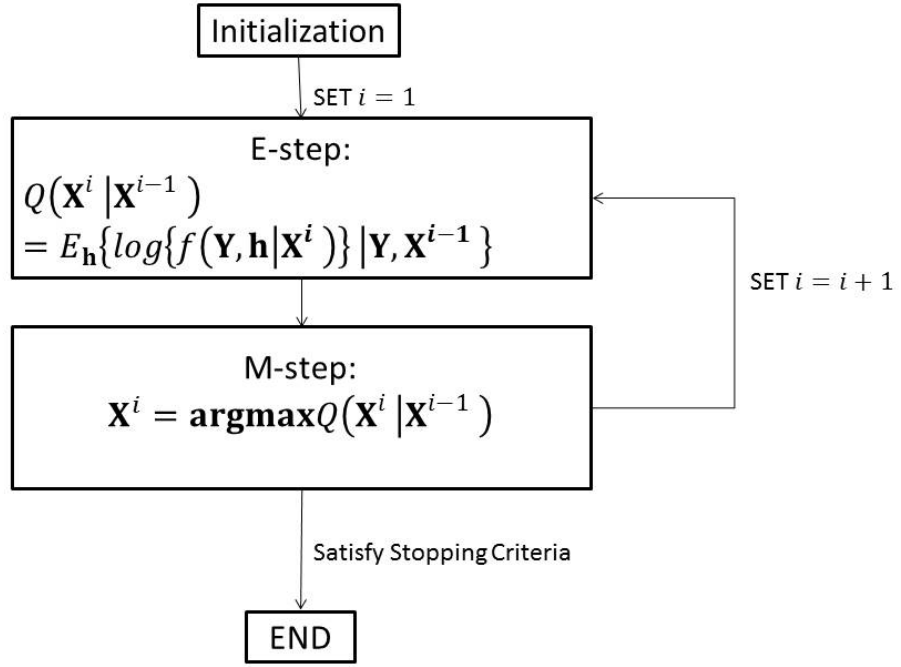 Initialization
SET i = 1
E-step:
Q(X^i |X^{i−1})
= E_h{log{f(Y, h|X^i)}|Y, X^{i−1}}
SET i = i + 1
M-step:
X^i = argmaxQ(X^i |X^{i−1})
Satisfy Stopping Criteria
END